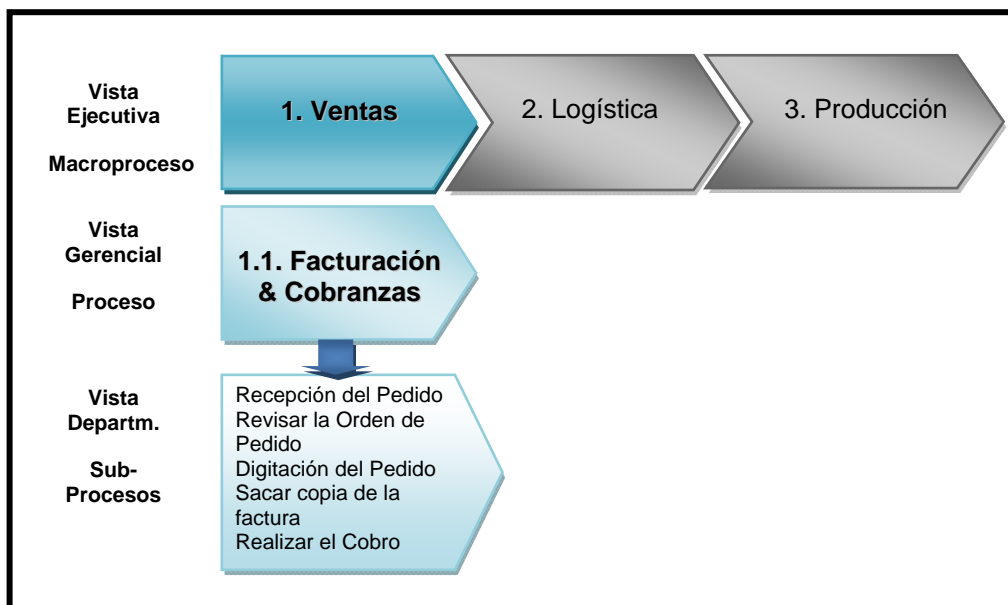 Vista
Ejecutiva
Macroproceso
1. Ventas
2. Logística
3. Producción
Vista
Gerencial
Proceso
1.1. Facturación
& Cobranzas
Vista
Departm.
Sub-
Procesos
Recepción del Pedido
Revisar la Orden de
Pedido
Digitación del Pedido
Sacar copia de la
factura
Realizar el Cobro